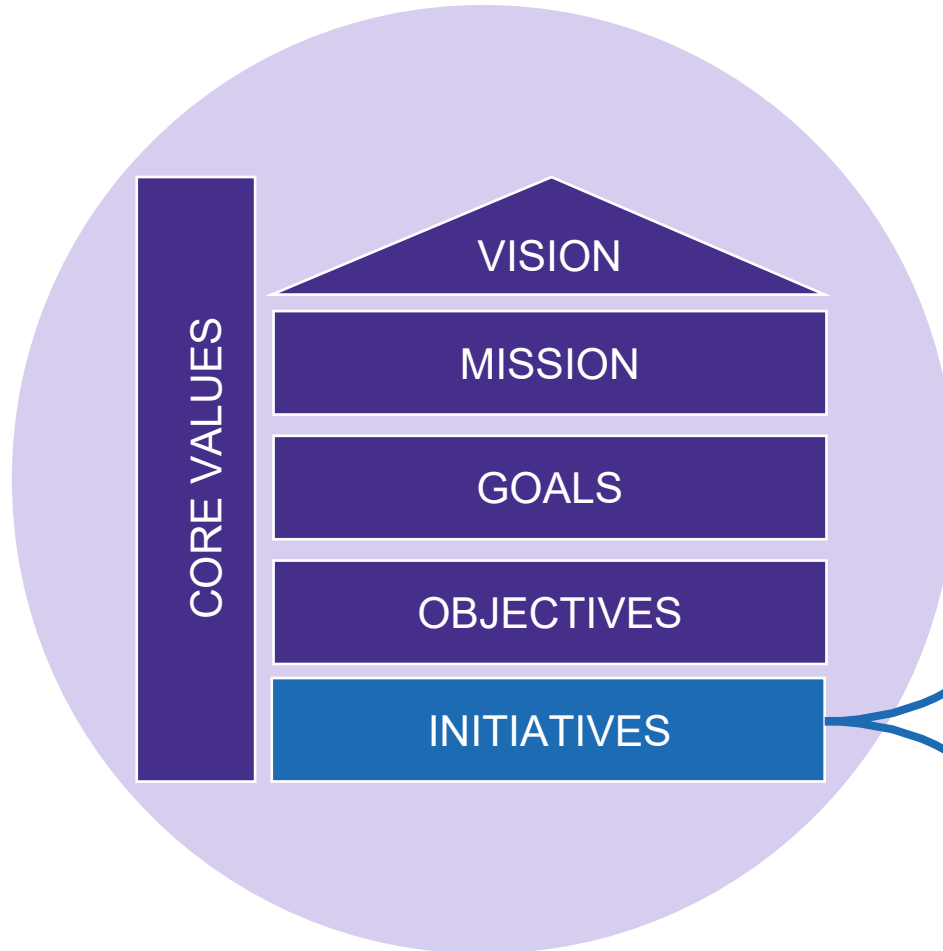 CORE VALUES
VISION
MISSION
GOALS
OBJECTIVES
INITIATIVES